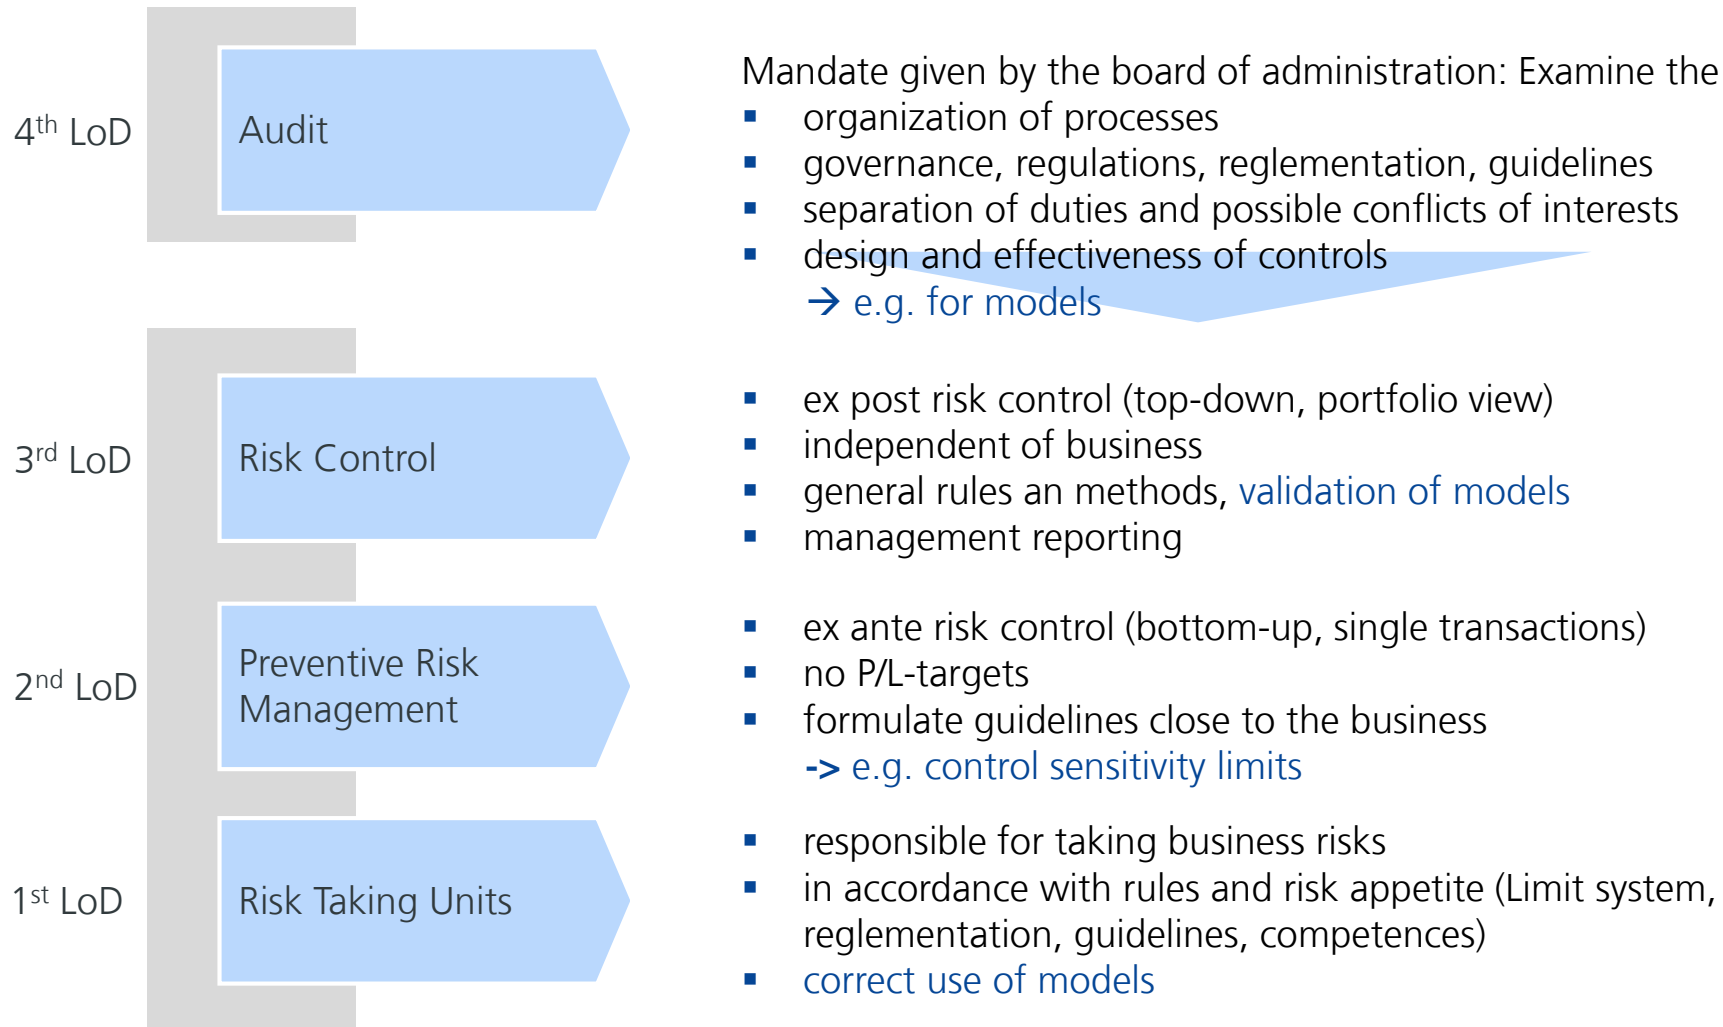 4th LoD
Audit
Mandate given by the board of administration: Examine the
▪ organization of processes
▪ governance, regulations, reglementation, guidelines
▪ separation of duties and possible conflicts of interests
▪ design and effectiveness of controls
→ e.g. for models
3rd LoD
Risk Control
▪ ex post risk control (top-down, portfolio view)
▪ independent of business
▪ general rules an methods, validation of models
▪ management reporting
2nd LoD
Preventive Risk
Management
▪ ex ante risk control (bottom-up, single transactions)
▪ no P/L-targets
▪ formulate guidelines close to the business
-> e.g. control sensitivity limits
1st LoD
Risk Taking Units
▪ responsible for taking business risks
▪ in accordance with rules and risk appetite (Limit system,
reglementation, guidelines, competences)
▪ correct use of models